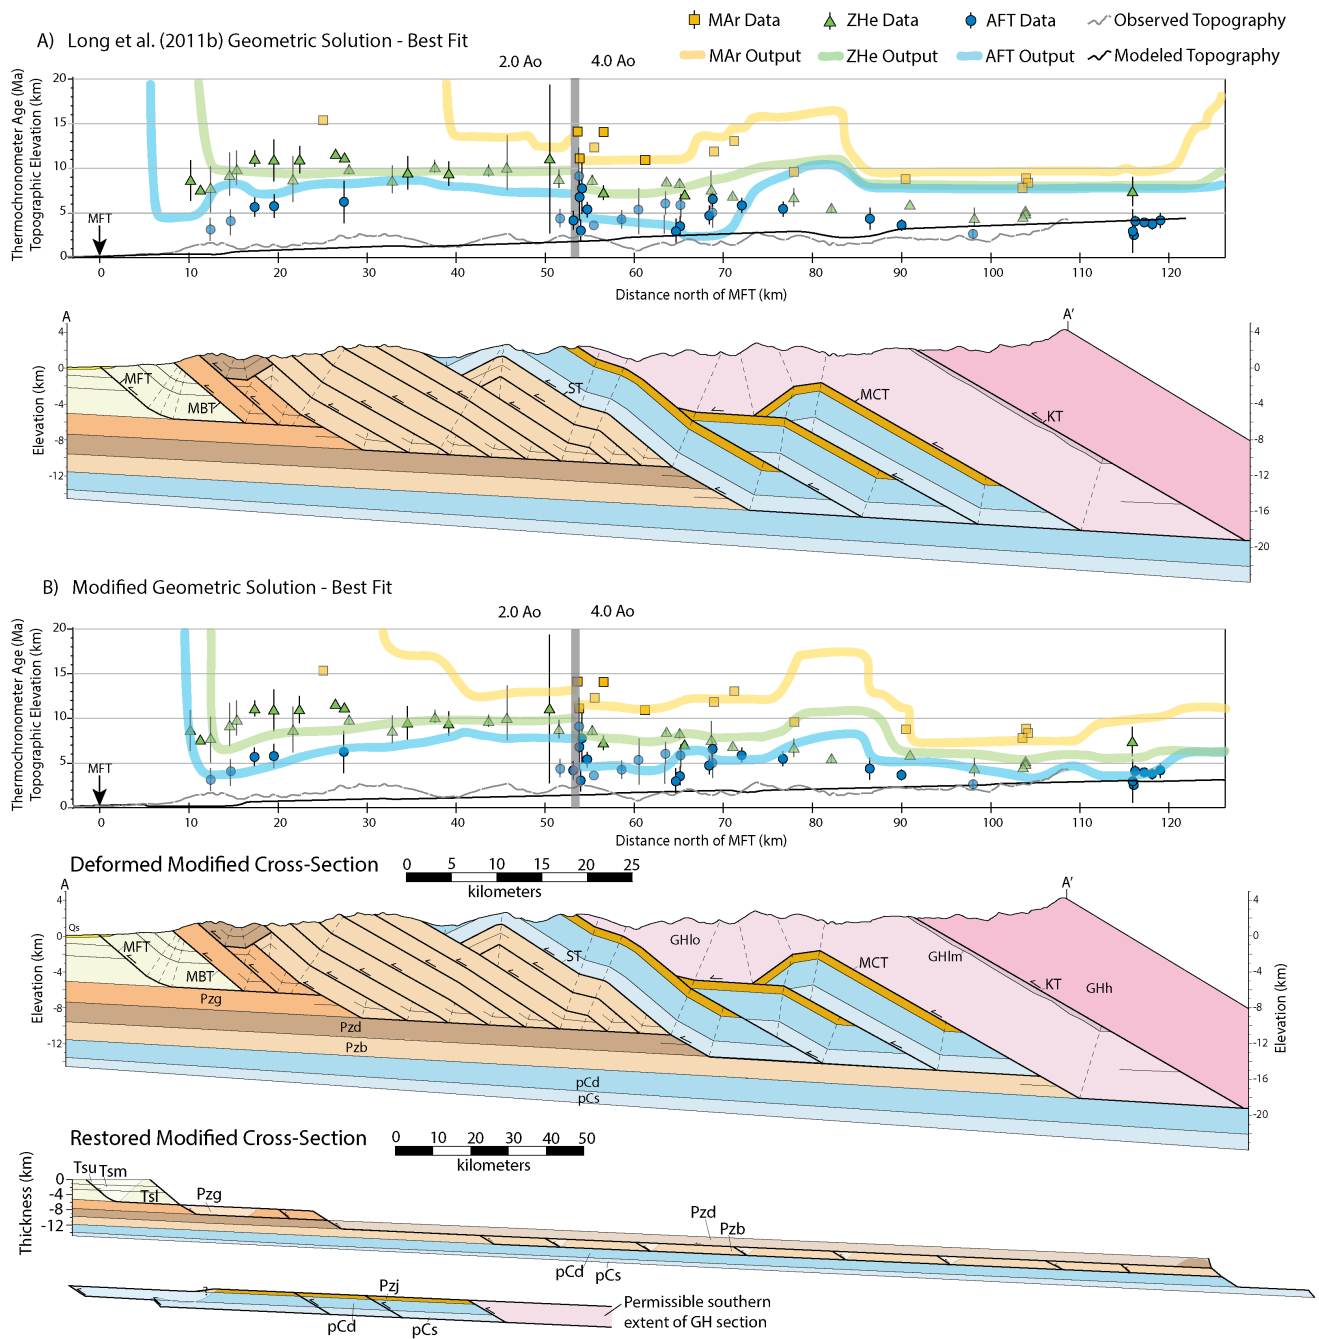 MAr Data
ZHe Data
AFT Data
Observed Topography
MAr Output
ZHe Output
AFT Output
Modeled Topography
A) Long et al. (2011b) Geometric Solution - Best Fit
2.0 Ao
4.0 Ao
Thermochronometer Age (Ma)
Topographic Elevation (km)
20
15
10
5
0
MFT
0 10 20 30 40 50 60 70 80 90 100 110 120
Distance north of MFT (km)
A
A'
Elevation (km)
4
0
-4
-8
-12
MFT
MBT
ST
MCT
KT
4
0
-4
-8
-12
-16
-20
B) Modified Geometric Solution - Best Fit
2.0 Ao
4.0 Ao
Thermochronometer Age (Ma)
Topographic Elevation (km)
20
15
10
5
0
MFT
0 10 20 30 40 50 60 70 80 90 100 110 120
Distance north of MFT (km)
Deformed Modified Cross-Section
0 5 10 15 20 25
kilometers
A
A'
Elevation (km)
4
0
-4
-8
-12
Qs
MFT
MBT
Pzg
Pzd
Pzb
pCd
pCs
ST
GHlo
MCT
GHlm
KT
GHh
4
0
-4
-8
-12
-16
-20
Elevation (km)
Restored Modified Cross-Section
0 10 20 30 40 50
kilometers
Thickness (km)
0
-4
-8
-12
Tsu
Tsm
Tsl
Pzg
Pzd
Pzb
pCd
pCs
?
Pzj
pCd
pCs
Permissible southern
extent of GH section